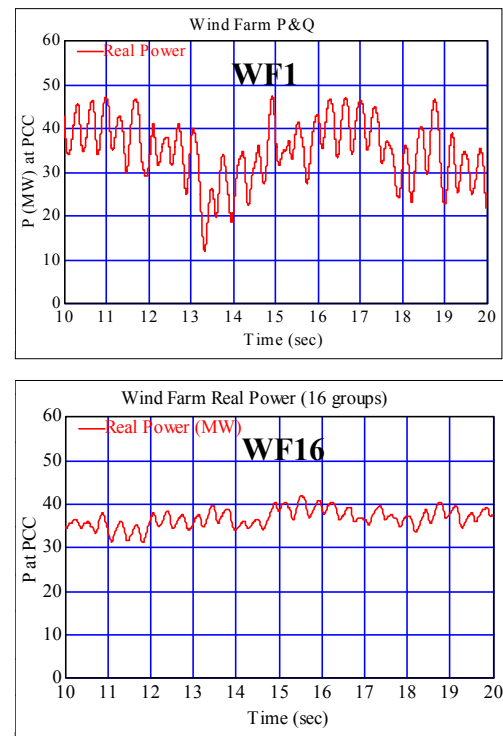 Wind Farm P&Q
Real Power
WF1
P (MW) at PCC
60
50
40
30
20
10
0
10 11 12 13 14 15 16 17 18 19 20
Time (sec)
Wind Farm Real Power (16 groups)
Real Power (MW)
WF16
P at PCC
60
50
40
30
20
10
0
10 11 12 13 14 15 16 17 18 19 20
Time (sec)